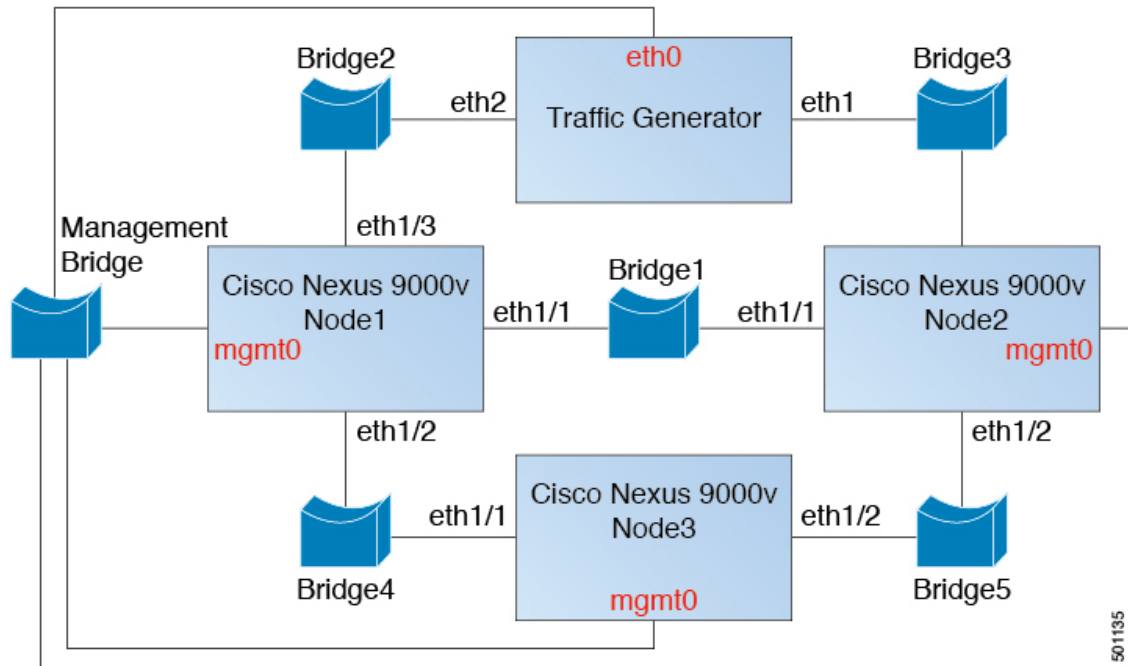 Bridge2
eth0
Bridge3
eth2
Traffic Generator
eth1
Management
Bridge
eth1/3
Cisco Nexus 9000v
Node1
mgmt0
eth1/1
Bridge1
eth1/1
Cisco Nexus 9000v
Node2
mgmt0
eth1/2
eth1/2
eth1/1
Cisco Nexus 9000v
Node3
mgmt0
eth1/2
Bridge4
Bridge5
501135